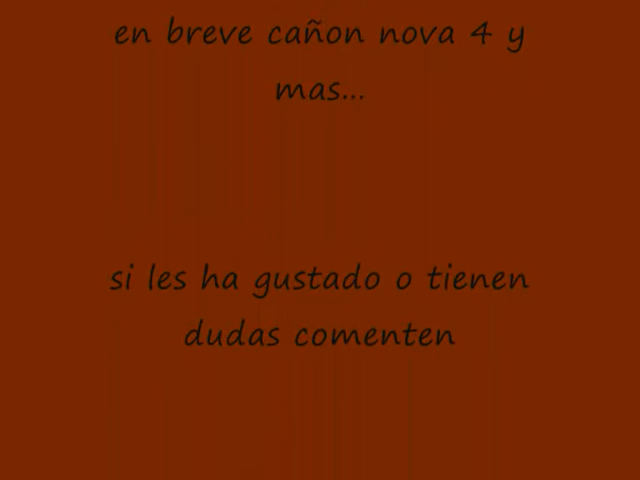 en breve cañon nova 4 y
mas...
si les ha gustado o tienen
dudas comenten